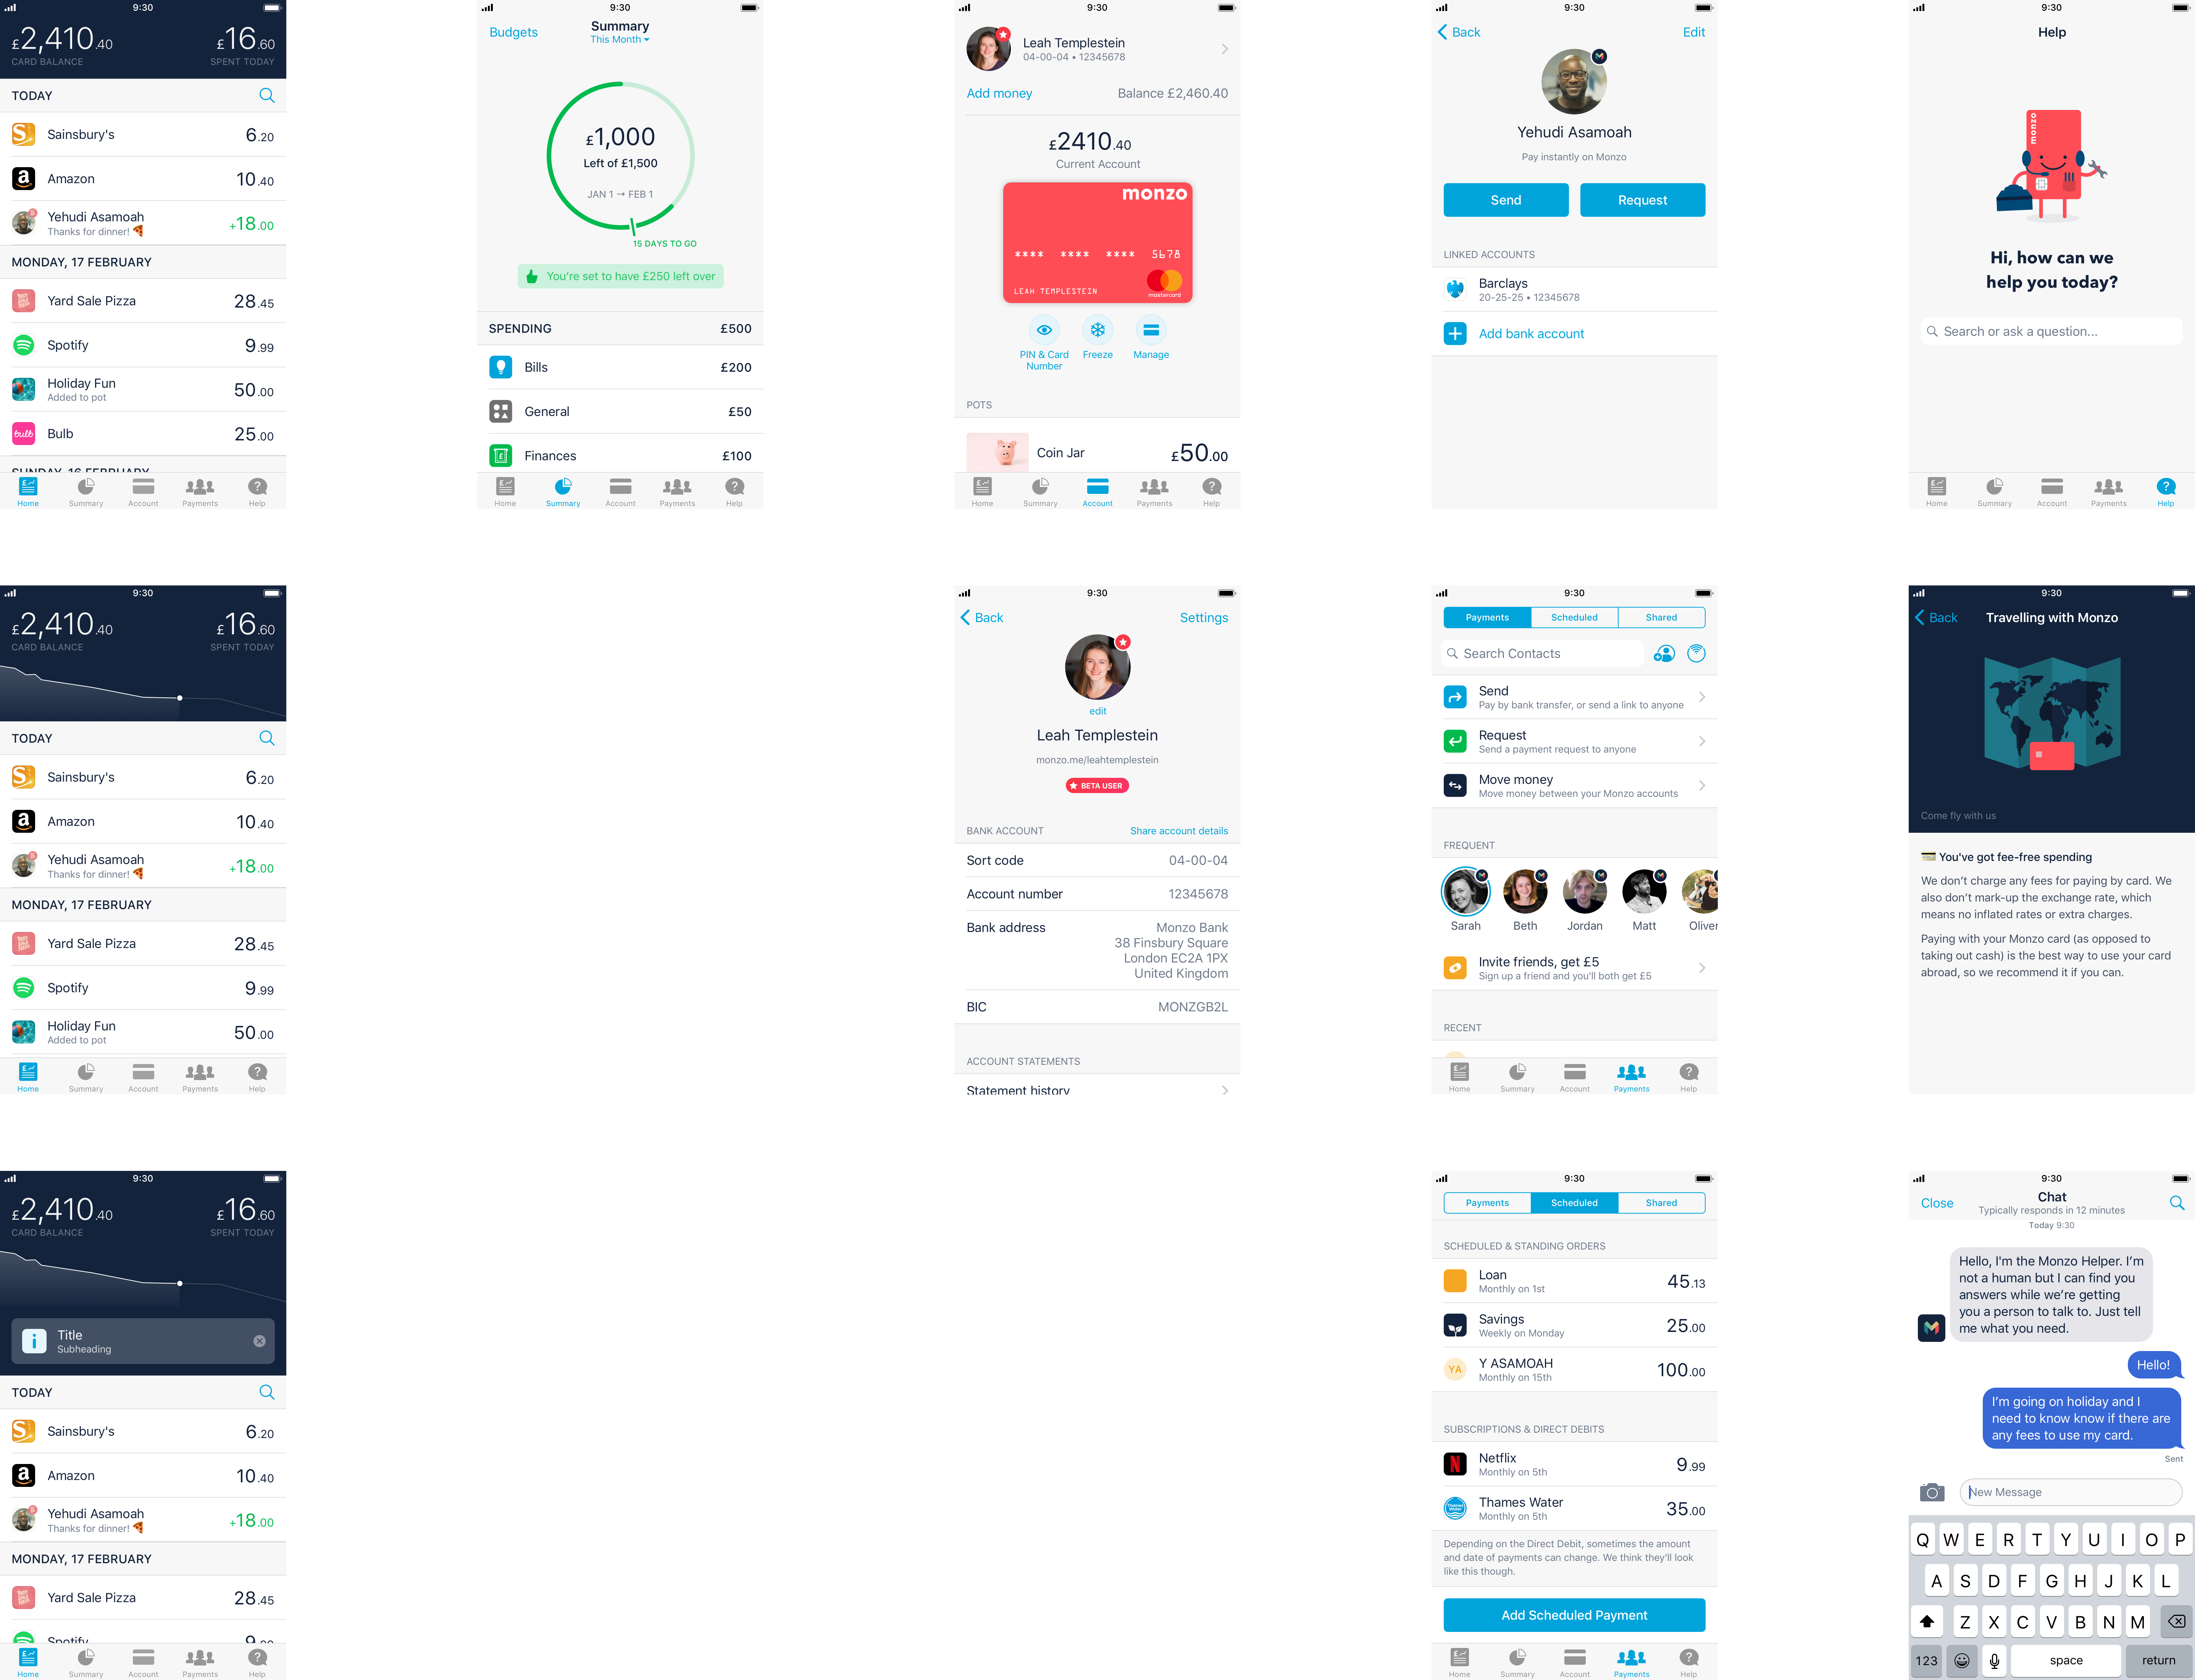 9:30
£2,410.40
£16.60
CARD BALANCE
SPENT TODAY
TODAY
Sainsbury's
6.20
Amazon
10.40
Yehudi Asamoah
Thanks for dinner! 🍕
+18.00
MONDAY, 17 FEBRUARY
Yard Sale Pizza
28.45
Spotify
9.99
Holiday Fun
Added to pot
50.00
bulb
Bulb
25.00
SUNDAY, 16 FEBRUARY
Home
Summary
Account
Payments
Help
9:30
Budgets
Summary
This Month
£1,000
Left of £1,500
JAN 1 → FEB 1
15 DAYS TO GO
You're set to have £250 left over
SPENDING
£500
Bills
£200
General
£50
Finances
£100
Home
Summary
Account
Payments
Help
9:30
Leah Templestein
04-00-04 • 12345678
Add money
Balance £2,460.40
£2410.40
Current Account
monzo
**** **** **** 5678
LEAH TEMPLESTEIN
mastercard
PIN & Card
Number
Freeze
Manage
POTS
Coin Jar
£50.00
Home
Summary
Account
Payments
Help
9:30
Back
Edit
Yehudi Asamoah
Pay instantly on Monzo
Send
Request
LINKED ACCOUNTS
Barclays
20-25-25 • 12345678
Add bank account
9:30
Help
monzo
Hi, how can we
help you today?
Search or ask a question...
Home
Summary
Account
Payments
Help
9:30
£2,410.40
£16.60
CARD BALANCE
SPENT TODAY
TODAY
Sainsbury's
6.20
Amazon
10.40
Yehudi Asamoah
Thanks for dinner! 🍕
+18.00
MONDAY, 17 FEBRUARY
Yard Sale Pizza
28.45
Spotify
9.99
Holiday Fun
Added to pot
50.00
Home
Summary
Account
Payments
Help
9:30
Back
Settings
edit
Leah Templestein
monzo.me/leahtemplestein
BETA USER
BANK ACCOUNT
Share account details
Sort code
04-00-04
Account number
12345678
Bank address
Monzo Bank
38 Finsbury Square
London EC2A 1PX
United Kingdom
BIC
MONZGB2L
ACCOUNT STATEMENTS
Statement history
9:30
Payments
Scheduled
Shared
Search Contacts
Send
Pay by bank transfer, or send a link to anyone
Request
Send a payment request to anyone
Move money
Move money between your Monzo accounts
FREQUENT
Sarah
Beth
Jordan
Matt
Oliver
Invite friends, get £5
Sign up a friend and you'll both get £5
RECENT
Home
Summary
Account
Payments
Help
9:30
Back
Travelling with Monzo
Come fly with us
💳 You've got fee-free spending
We don't charge any fees for paying by card. We
also don't mark-up the exchange rate, which
means no inflated rates or extra charges.
Paying with your Monzo card (as opposed to
taking out cash) is the best way to use your card
abroad, so we recommend it if you can.
9:30
£2,410.40
£16.60
CARD BALANCE
SPENT TODAY
Title
Subheading
TODAY
Sainsbury's
6.20
Amazon
10.40
Yehudi Asamoah
Thanks for dinner! 🍕
+18.00
MONDAY, 17 FEBRUARY
Yard Sale Pizza
28.45
Spotify
9.99
Home
Summary
Account
Payments
Help
9:30
Payments
Scheduled
Shared
SCHEDULED & STANDING ORDERS
Loan
Monthly on 1st
45.13
Savings
Weekly on Monday
25.00
YA
Y ASAMOAH
Monthly on 15th
100.00
SUBSCRIPTIONS & DIRECT DEBITS
Netflix
Monthly on 5th
9.99
Thames Water
Monthly on 5th
35.00
Depending on the Direct Debit, sometimes the amount
and date of payments can change. We think they'll look
like this though.
Add Scheduled Payment
Home
Summary
Account
Payments
Help
9:30
Close
Chat
Typically responds in 12 minutes
Today 9:30
Hello, I'm the Monzo Helper. I'm
not a human but I can find you
answers while we're getting
you a person to talk to. Just tell
me what you need.
Hello!
I'm going on holiday and I
need to know know if there are
any fees to use my card.
Sent
New Message
Q W E R T Y U I O P
A S D F G H J K L
Z X C V B N M
123
space
return